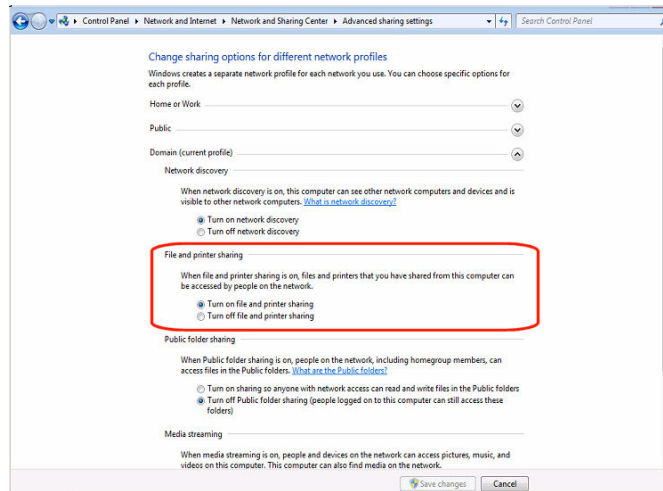 Control Panel ▸ Network and Internet ▸ Network and Sharing Center ▸ Advanced sharing settings
Search Control Panel
Change sharing options for different network profiles
Windows creates a separate network profile for each network you use. You can choose specific options for
each profile.
Home or Work
Public
Domain (current profile)
Network discovery
When network discovery is on, this computer can see other network computers and devices and is
visible to other network computers. What is network discovery?
Turn on network discovery
Turn off network discovery
File and printer sharing
When file and printer sharing is on, files and printers that you have shared from this computer can
be accessed by people on the network.
Turn on file and printer sharing
Turn off file and printer sharing
Public folder sharing
When Public folder sharing is on, people on the network, including homegroup members, can
access files in the Public folders. What are the Public folders?
Turn on sharing so anyone with network access can read and write files in the Public folders
Turn off Public folder sharing (people logged on to this computer can still access these
folders)
Media streaming
When media streaming is on, people and devices on the network can access pictures, music, and
videos on this computer. This computer can also find media on the network.
Save changes
Cancel